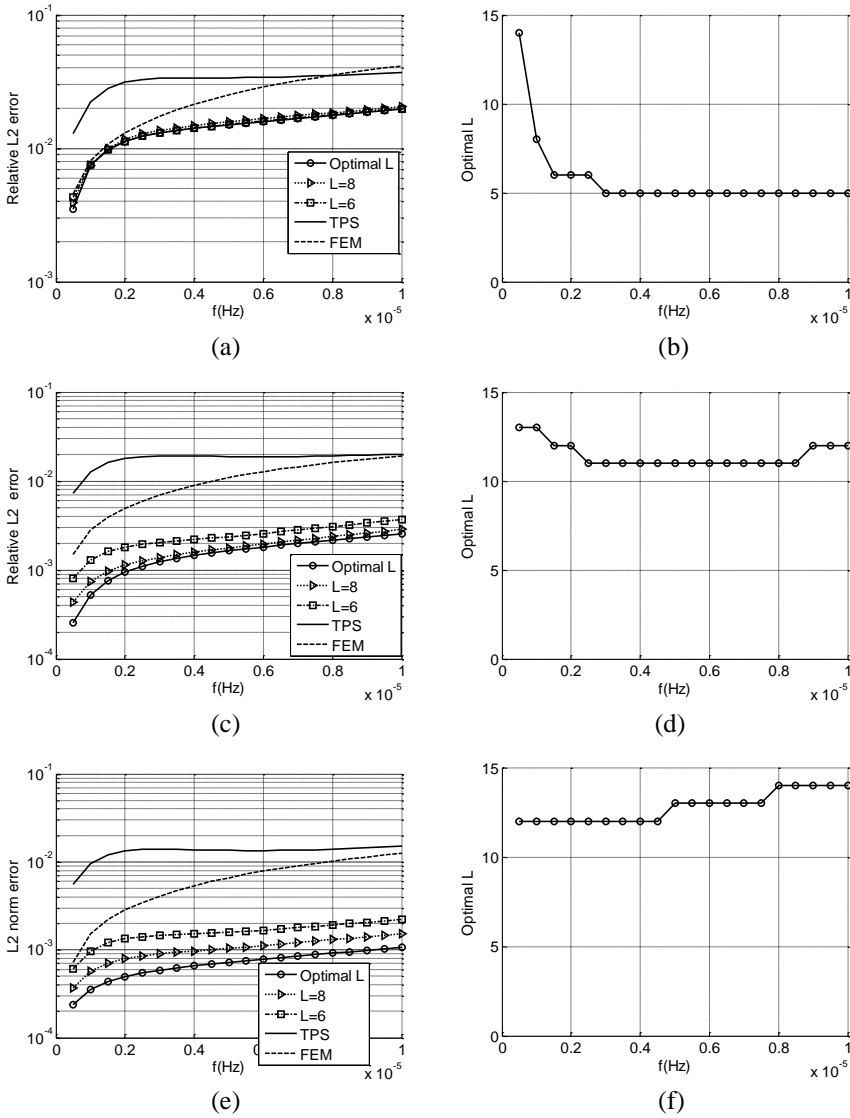 10^-1
10^-2
10^-3
Relative L2 error
0 0.2 0.4 0.6 0.8 1
f(Hz)
x 10^-5
Optimal L
L=8
L=6
TPS
FEM
(a)
15
10
5
0
Optimal L
0 0.2 0.4 0.6 0.8 1
f(Hz)
x 10^-5
(b)
10^-1
10^-2
10^-3
10^-4
Relative L2 error
0 0.2 0.4 0.6 0.8 1
f(Hz)
x 10^-5
Optimal L
L=8
L=6
TPS
FEM
(c)
15
10
5
0
Optimal L
0 0.2 0.4 0.6 0.8 1
f(Hz)
x 10^-5
(d)
10^-1
10^-2
10^-3
10^-4
L2 norm error
0 0.2 0.4 0.8 1
f(Hz)
x 10^-5
Optimal L
L=8
L=6
TPS
FEM
(e)
15
10
5
0
Optimal L
0 0.2 0.4 0.6 0.8 1
f(Hz)
x 10^-5
(f)